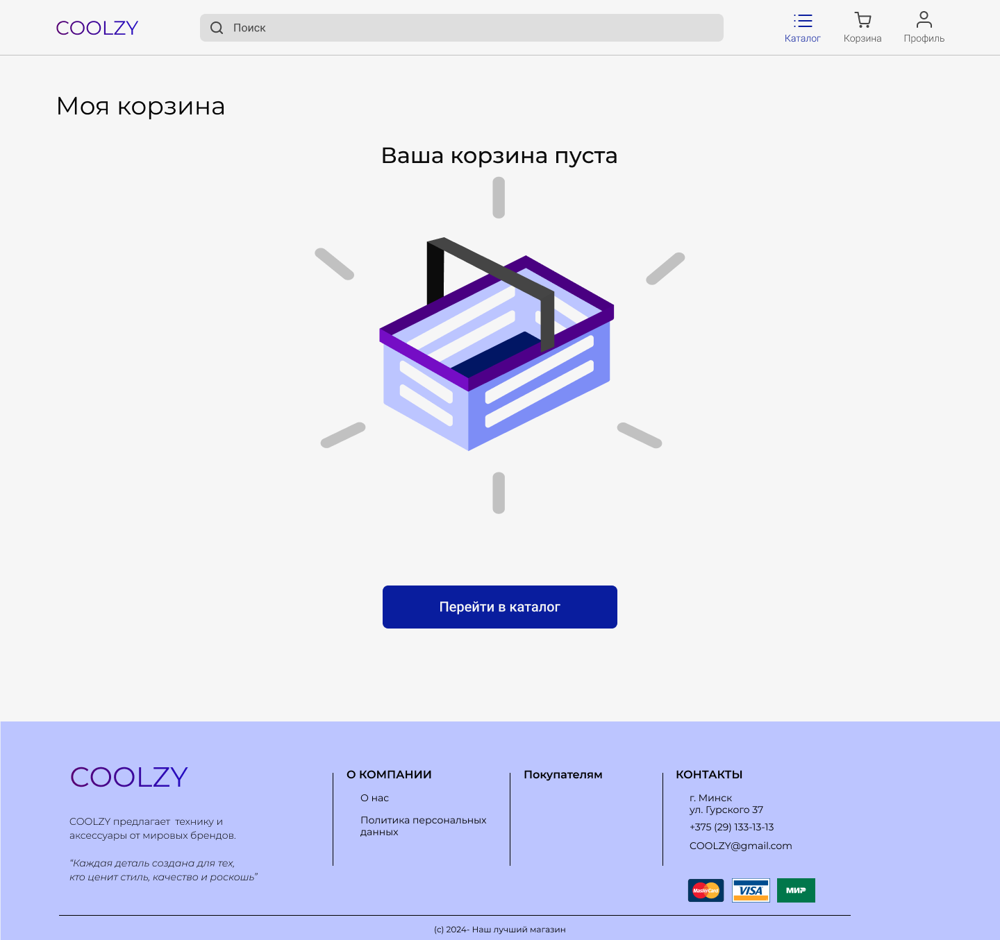 COOLZY
Поиск
Каталог
Корзина
Профиль
Моя корзина
Ваша корзина пуста
Перейти в каталог
COOLZY
COOLZY предлагает  технику и
аксессуары от мировых брендов.
“Каждая деталь создана для тех,
кто ценит стиль, качество и роскошь”
О КОМПАНИИ
О нас
Политика персональных
данных
Покупателям
КОНТАКТЫ
г. Минск
ул. Гурского 37
+375 (29) 133-13-13
COOLZY@gmail.com
MasterCard
VISA
МИР
(c) 2024- Наш лучший магазин